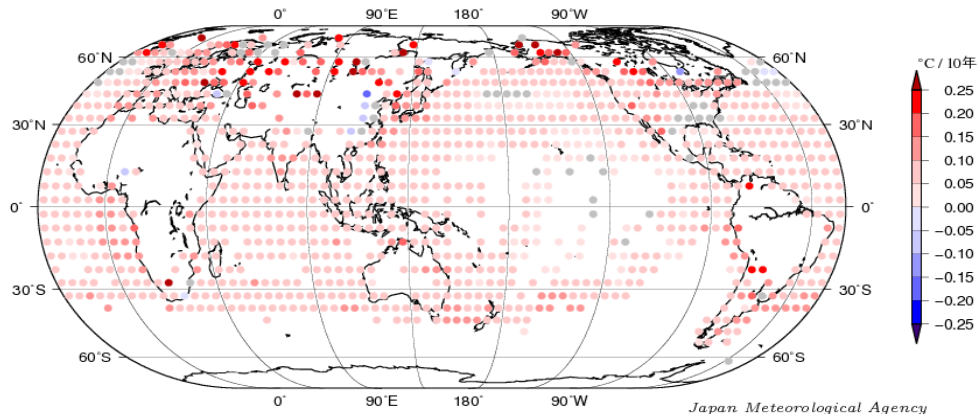 0° 90°E 180° 90°W
60°N 60°N
30°N 30°N
0° 0°
30°S 30°S
60°S 60°S
0° 90°E 180° 90°W
°C / 10年
0.25
0.20
0.15
0.10
0.05
0.00
−0.05
−0.10
−0.15
−0.20
−0.25
Japan Meteorological Agency